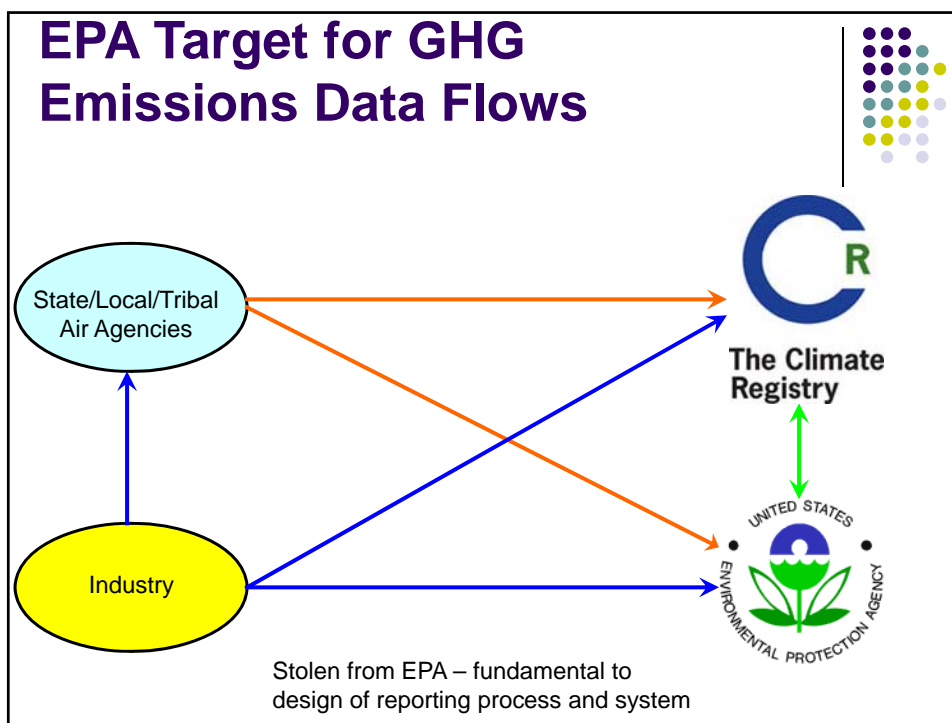 EPA Target for GHG
Emissions Data Flows
State/Local/Tribal
Air Agencies
R
The Climate
Registry
Industry
UNITED STATES
ENVIRONMENTAL PROTECTION AGENCY
Stolen from EPA – fundamental to
design of reporting process and system